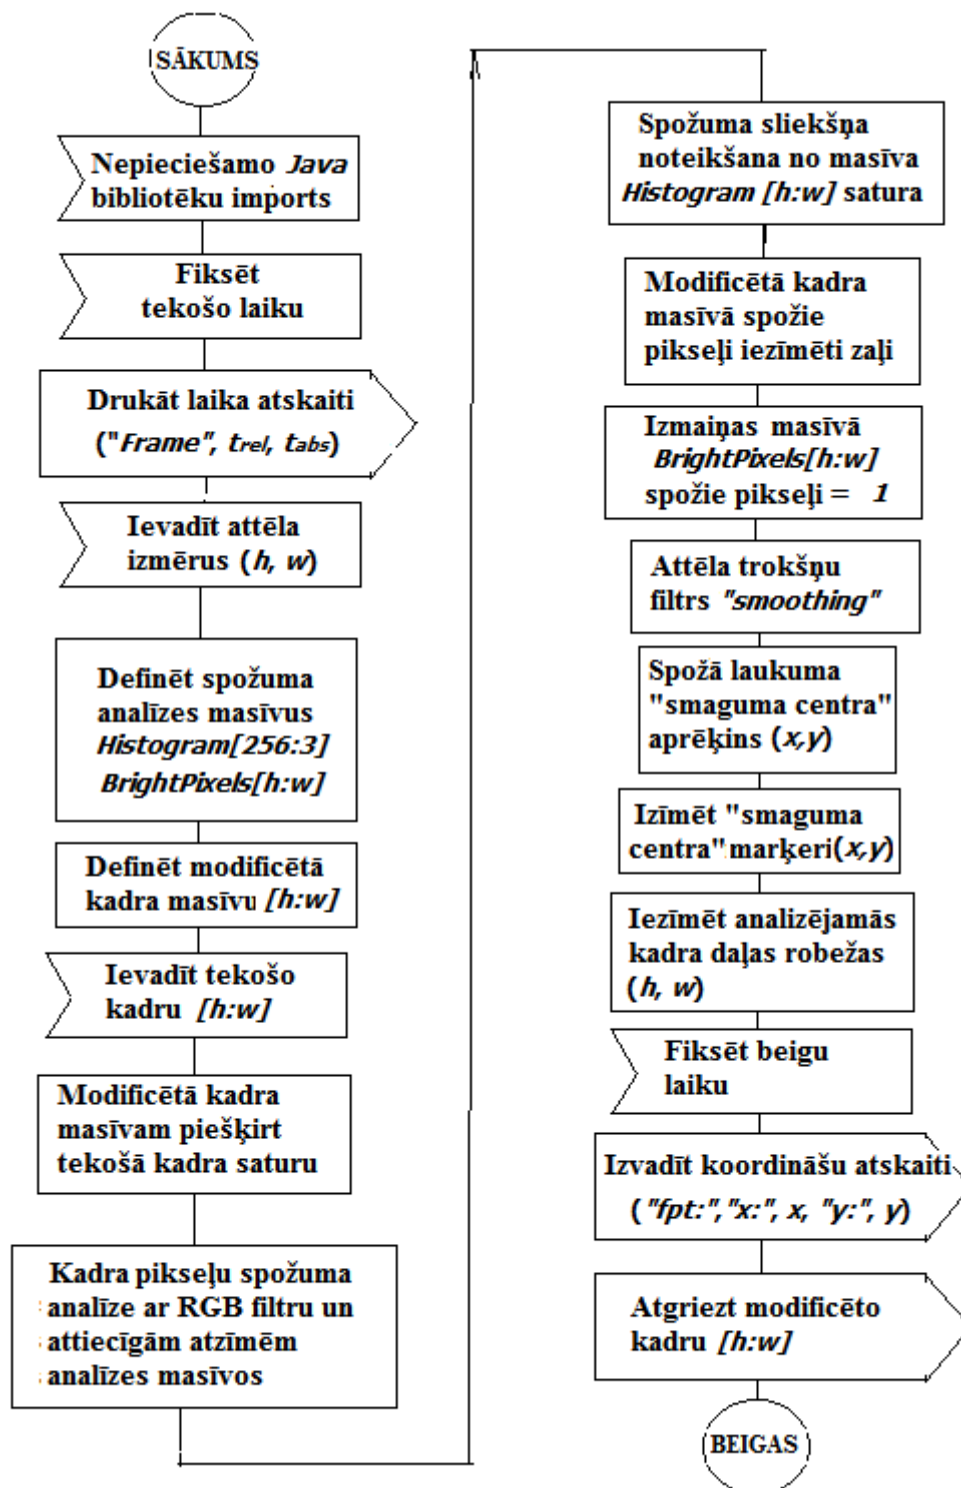 SĀKUMS
Nepieciešamo Java
bibliotēku imports
Fiksēt
tekošo laiku
Drukāt laika atskaiti
("Frame", trel, tabs)
Ievadīt attēla
izmērus (h, w)
Definēt spožuma
analīzes masīvus
Histogram[256:3]
BrightPixels[h:w]
Definēt modificētā
kadra masīvu [h:w]
Ievadīt tekošo
kadru [h:w]
Modificētā kadra
masīvam piešķirt
tekošā kadra saturu
Kadra pikseļu spožuma
analīze ar RGB filtru un
attiecīgām atzīmēm
analīzes masīvos
Spožuma sliekšņa
noteikšana no masīva
Histogram [h:w] satura
Modificētā kadra
masīvā spožie
pikseļi iezīmēti zaļi
Izmaiņas masīvā
BrightPixels[h:w]
spožie pikseļi = 1
Attēla trokšņu
filtrs "smoothing"
Spožā laukuma
"smaguma centra"
aprēķins (x,y)
Izīmēt "smaguma
centra" marķeri(x,y)
Iezīmēt analizējamās
kadra daļas robežas
(h, w)
Fiksēt beigu
laiku
Izvadīt koordināšu atskaiti
("fpt:","x:", x, "y:", y)
Atgriezt modificēto
kadru [h:w]
BEIGAS